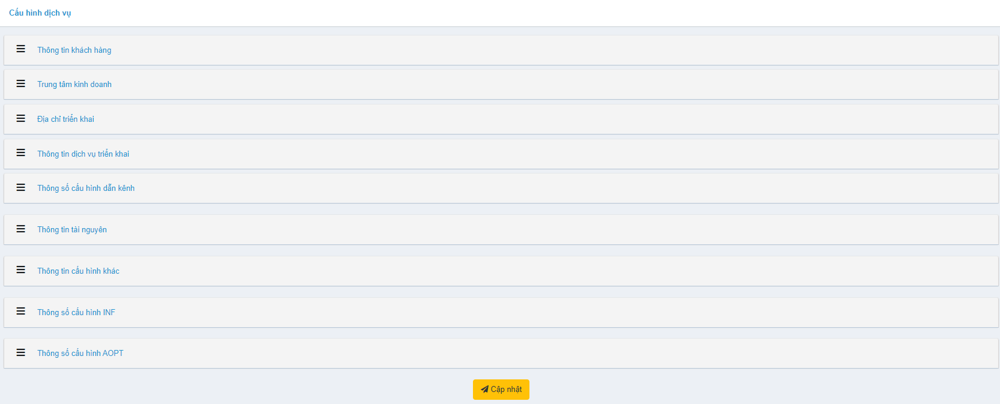 Cấu hình dịch vụ
Thông tin khách hàng
Trung tâm kinh doanh
Địa chỉ triển khai
Thông tin dịch vụ triển khai
Thông số cấu hình dẫn kênh
Thông tin tài nguyên
Thông tin cấu hình khác
Thông số cấu hình INF
Thông số cấu hình AOPT
Cập nhật